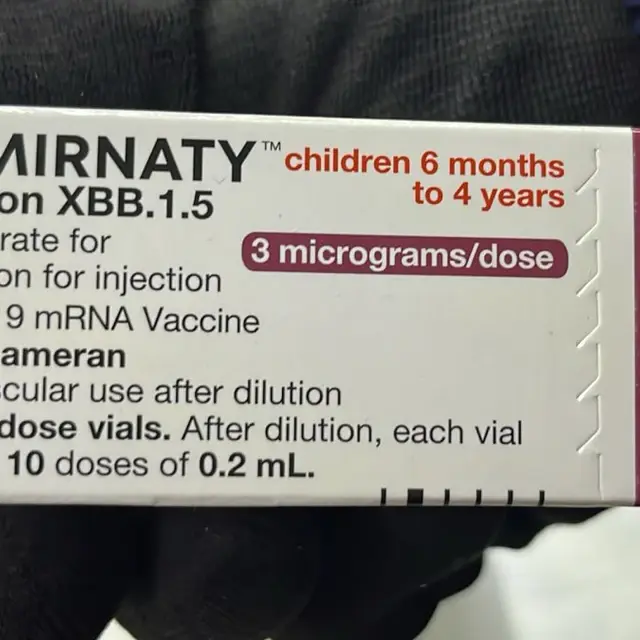 MIRNATY™ children 6 months
to 4 years
on XBB.1.5
rate for
3 micrograms/dose
on for injection
9 mRNA Vaccine
ameran
cular use after dilution
dose vials. After dilution, each vial
10 doses of 0.2 mL.